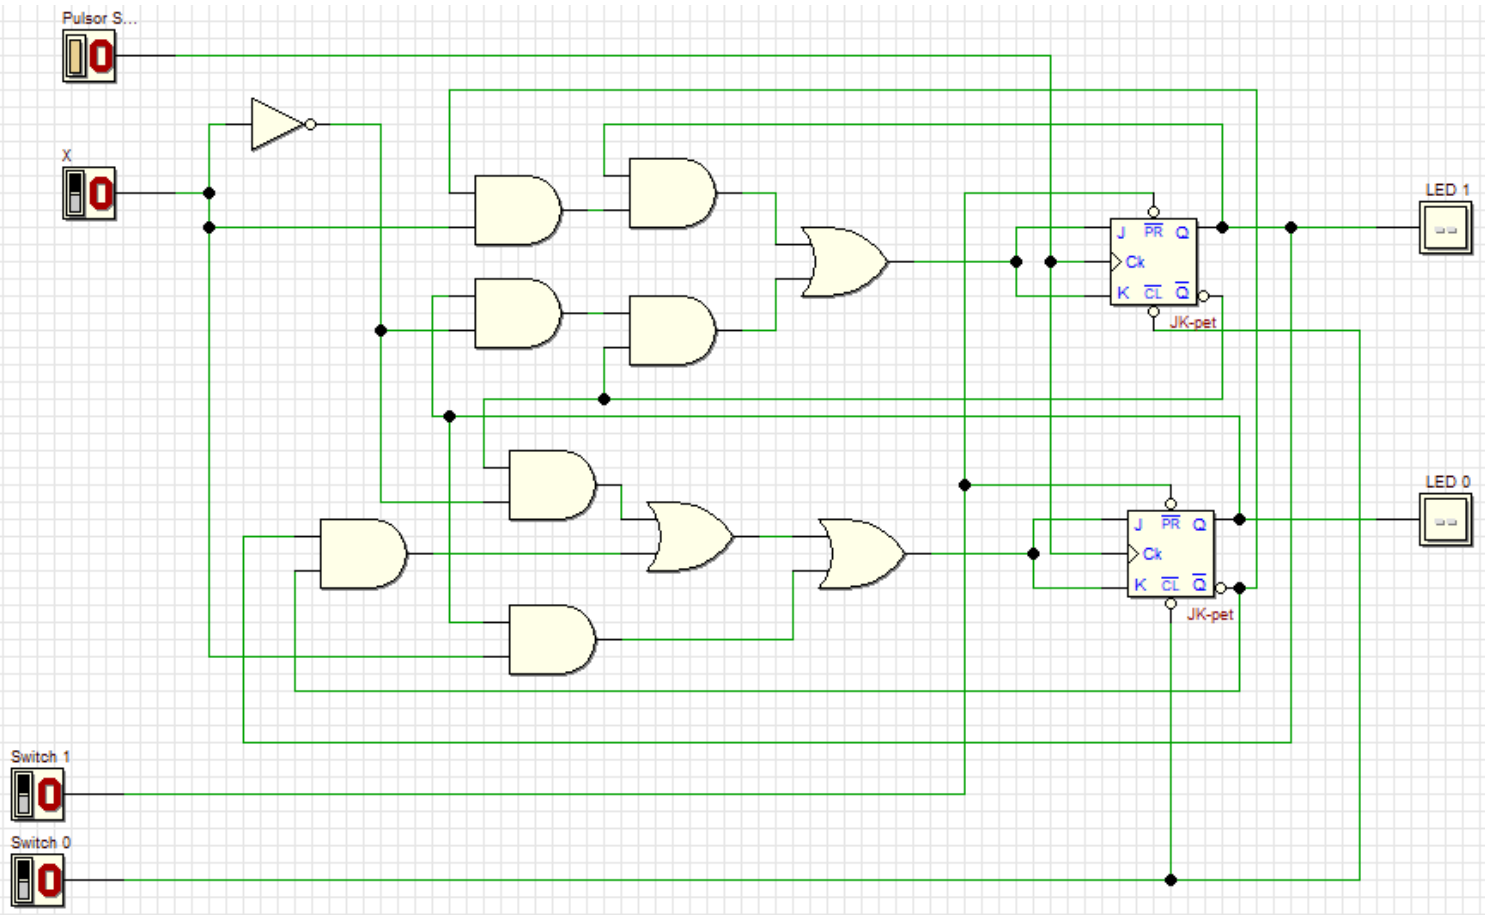 Pulsor S...
0
X
0
LED 1
--
J PR Q
Ck
K CL Q
JK-pet
LED 0
--
J PR Q
Ck
K CL Q
JK-pet
Switch 1
0
Switch 0
0